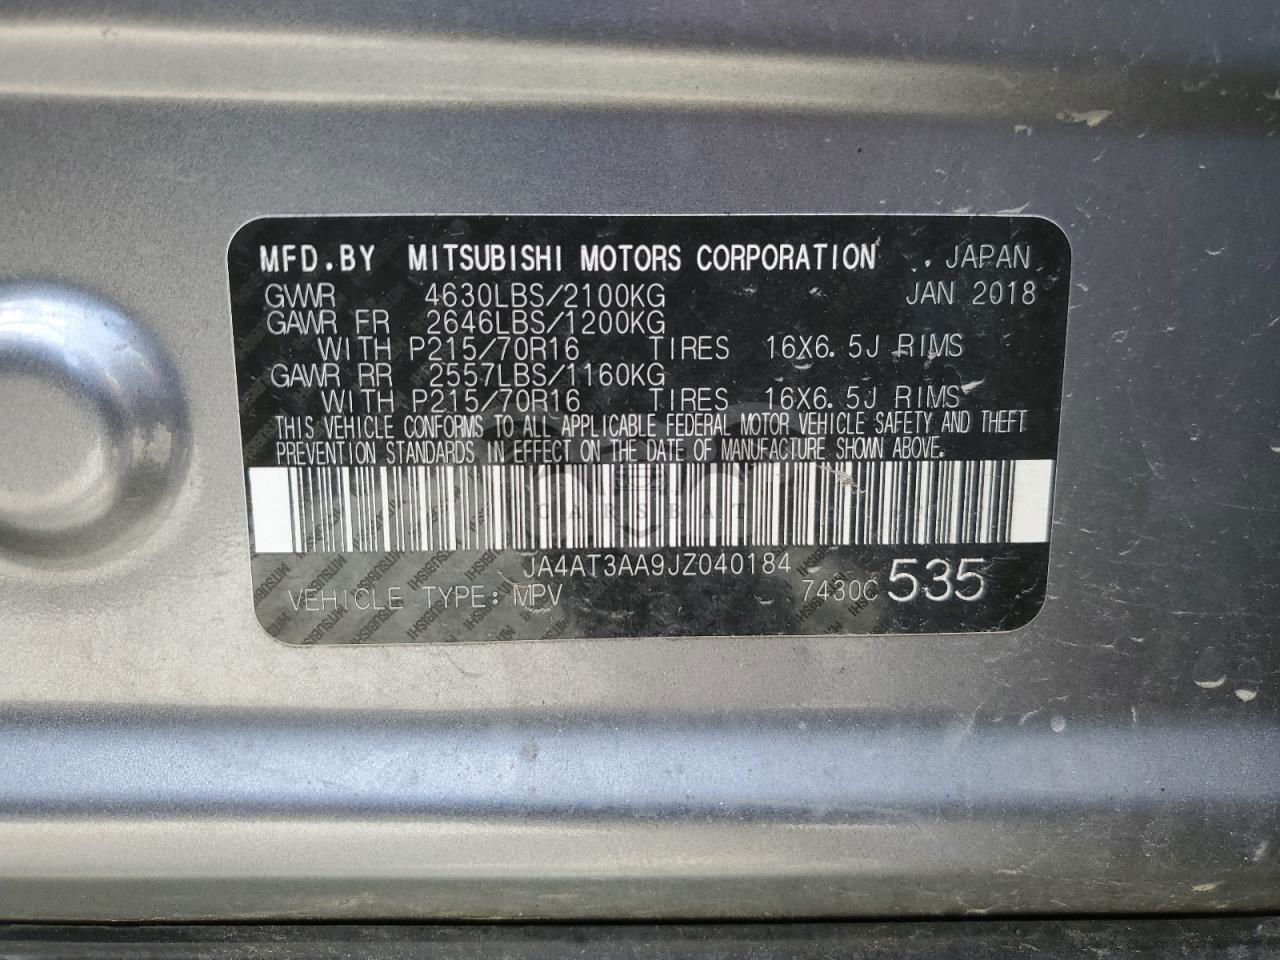 MFD.BY MITSUBISHI MOTORS CORPORATION JAPAN
GVWR 4630LBS/2100KG JAN 2018
GAWR FR 2646LBS/1200KG
WITH P215/70R16 TIRES 16X6.5J RIMS
GAWR RR 2557LBS/1160KG
WITH P215/70R16 TIRES 16X6.5J RIMS
THIS VEHICLE CONFORMS TO ALL APPLICABLE FEDERAL MOTOR VEHICLE SAFETY AND THEFT
PREVENTION STANDARDS IN EFFECT ON THE DATE OF MANUFACTURE SHOWN ABOVE.
JA4AT3AA9JZ040184
VEHICLE TYPE: MPV 7430C 535